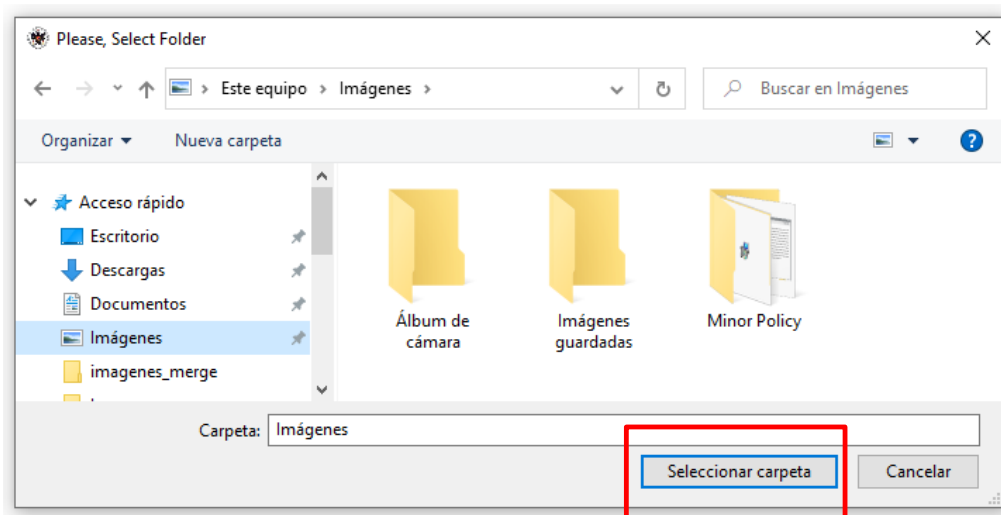 Please, Select Folder
Este equipo > Imágenes >
Buscar en Imágenes
Organizar
Nueva carpeta
Acceso rápido
Escritorio
Descargas
Documentos
Imágenes
imagenes_merge
Álbum de
cámara
Imágenes
guardadas
Minor Policy
Carpeta: Imágenes
Seleccionar carpeta
Cancelar